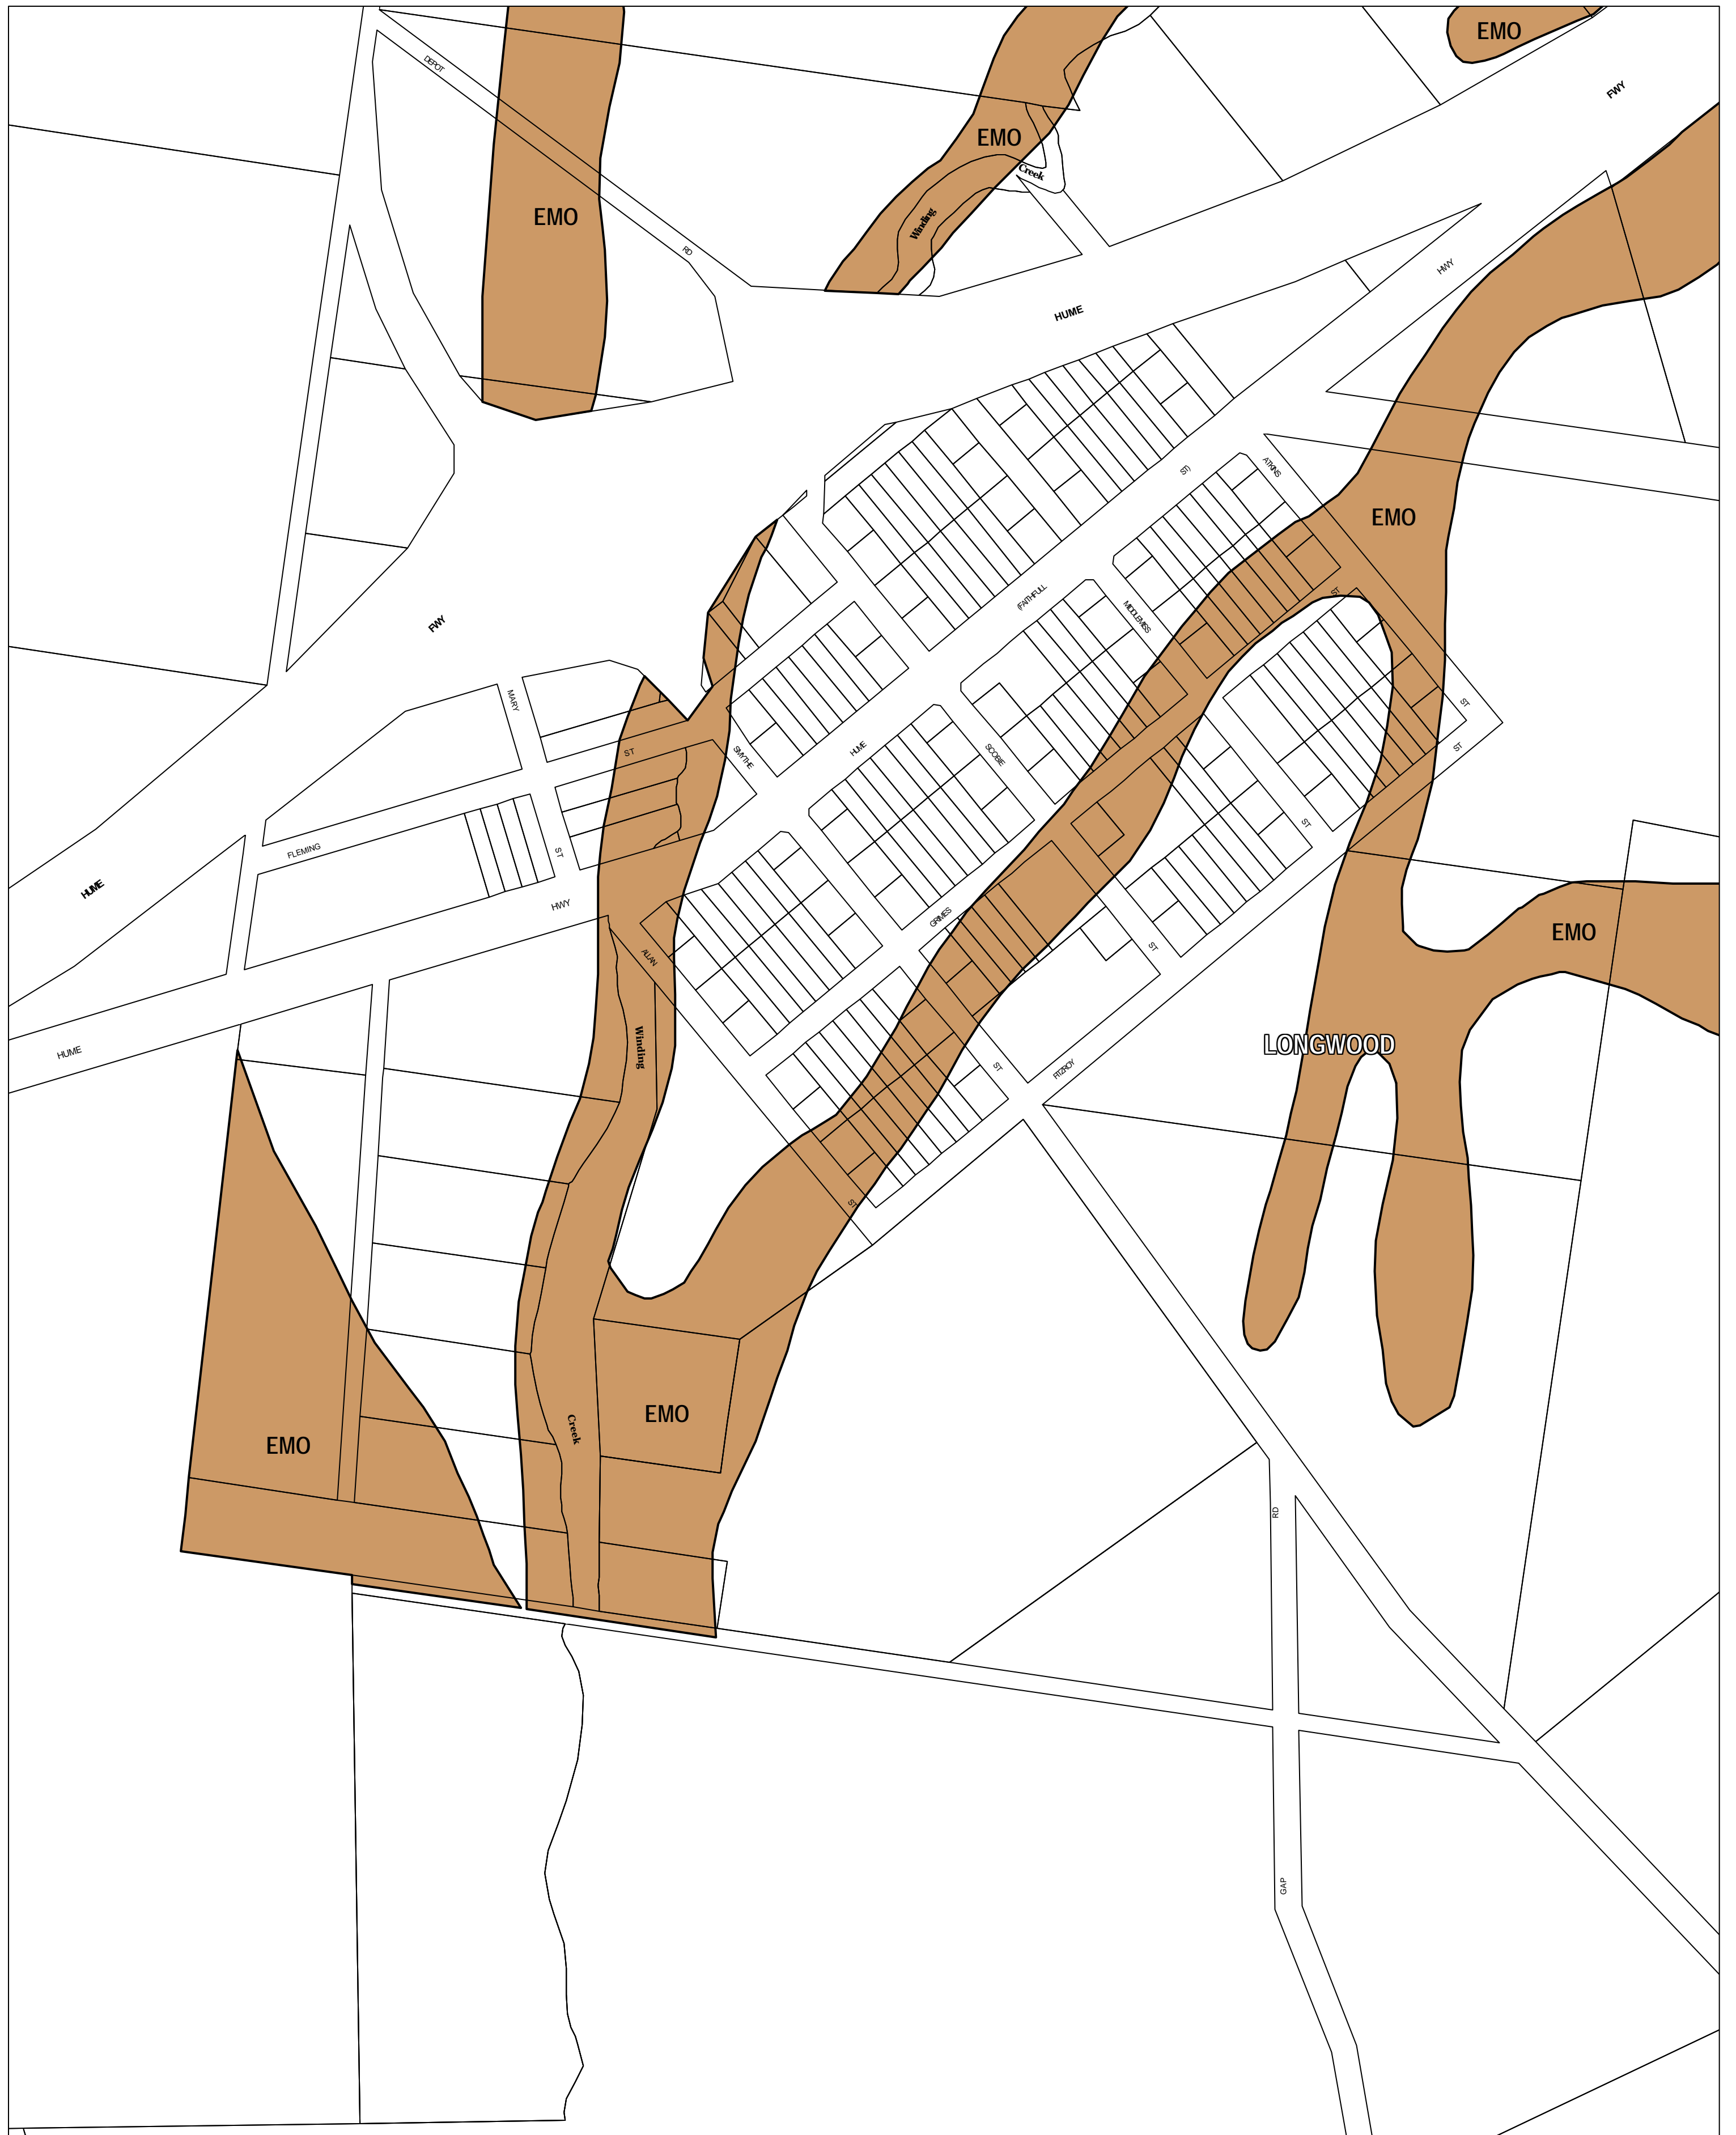 EMO
FWY
DEPOT
EMO
Creek
EMO
Winding
RD
HWY
HUME
ST)
ATKINS
EMO
ST
(FAITHFULL
MIDDLEMISS
FWY
MARY
ST
ST
HUME
ST
SMYTHE
SCOBIE
ST
FLEMING
ST
HUME
HWY
GRIMES
EMO
ST
ALLAN
Winding
LONGWOOD
HUME
ST
FITZROY
ST
EMO
Creek
EMO
RD
GAP